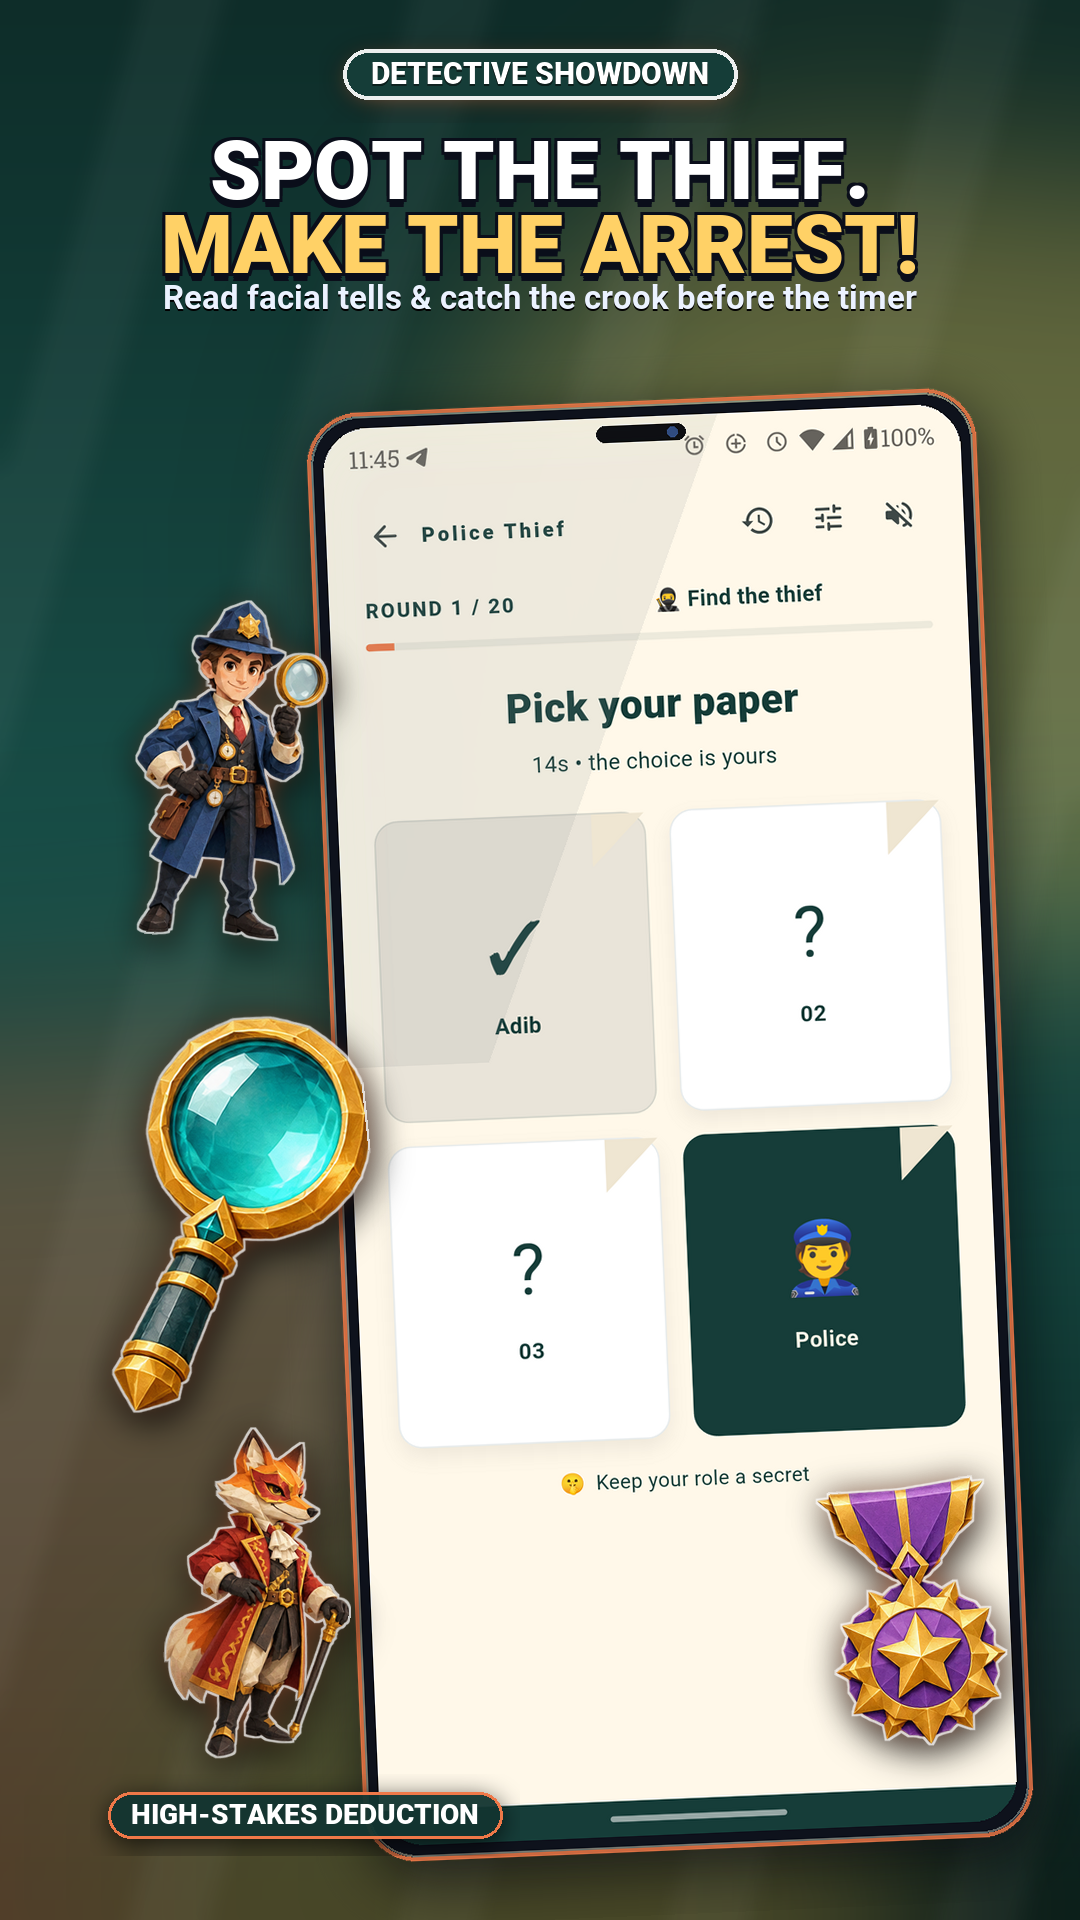 DETECTIVE SHOWDOWN
SPOT THE THIEF.
MAKE THE ARREST!
Read facial tells & catch the crook before the timer
11:45
100%
Police Thief
ROUND 1 / 20
Find the thief
Pick your paper
14s • the choice is yours
✓
Adib
?
02
?
03
Police
Keep your role a secret
HIGH-STAKES DEDUCTION